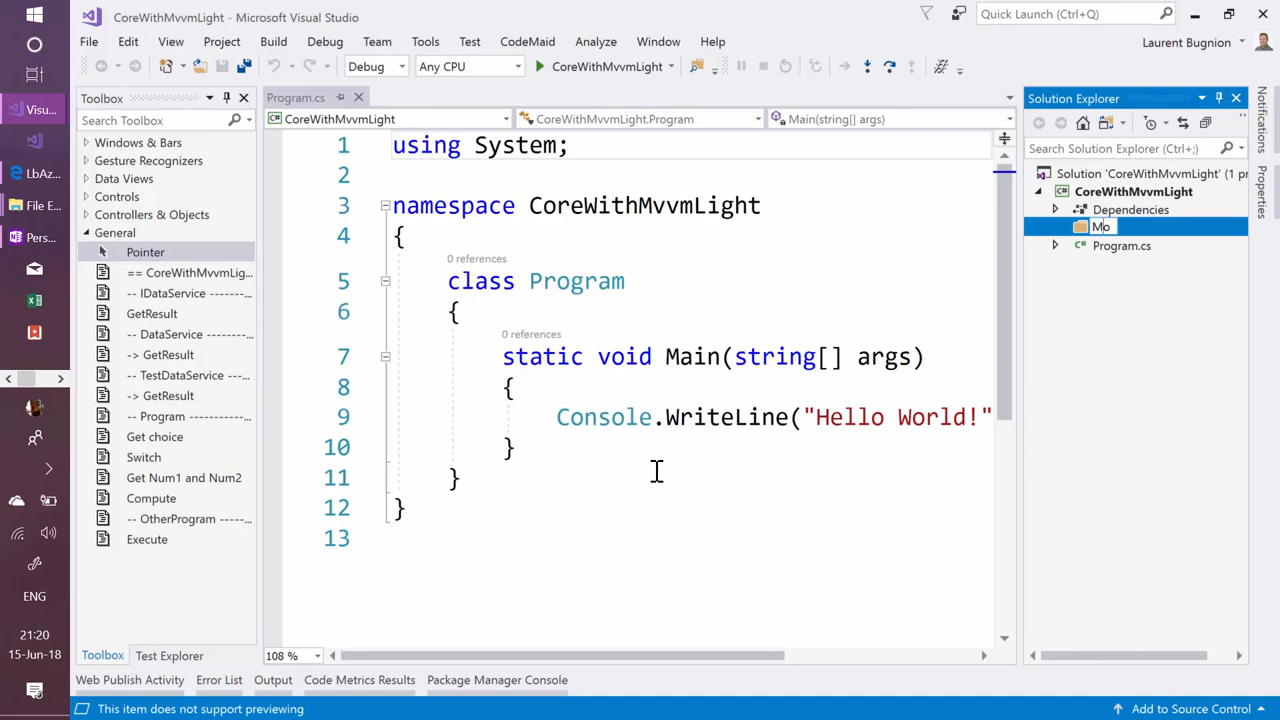 CoreWithMvvmLight - Microsoft Visual Studio
Quick Launch (Ctrl+Q)
File Edit View Project Build Debug Team Tools Test CodeMaid Analyze Window Help
Laurent Bugnion
Debug Any CPU CoreWithMvvmLight
Visu...
LbAz...
File E...
Pers...
ENG
21:20
15-Jun-18
Toolbox
Search Toolbox
Windows & Bars
Gesture Recognizers
Data Views
Controls
Controllers & Objects
General
Pointer
== CoreWithMvvmLig...
-- IDataService -------...
GetResult
-- DataService --------...
-> GetResult
-- TestDataService ----...
-> GetResult
-- Program -----------...
Get choice
Switch
Get Num1 and Num2
Compute
-- OtherProgram ------...
Execute
Toolbox Test Explorer
Program.cs
CoreWithMvvmLight CoreWithMvvmLight.Program Main(string[] args)
1 using System;
2
3 namespace CoreWithMvvmLight
4 {
0 references
5 class Program
6 {
0 references
7 static void Main(string[] args)
8 {
9 Console.WriteLine("Hello World!"
10 }
11 }
12 }
13
108 %
Solution Explorer
Search Solution Explorer (Ctrl+;)
Solution 'CoreWithMvvmLight' (1 pr
CoreWithMvvmLight
Dependencies
Mo
Program.cs
Notifications
Properties
Web Publish Activity Error List Output Code Metrics Results Package Manager Console
This item does not support previewing
Add to Source Control